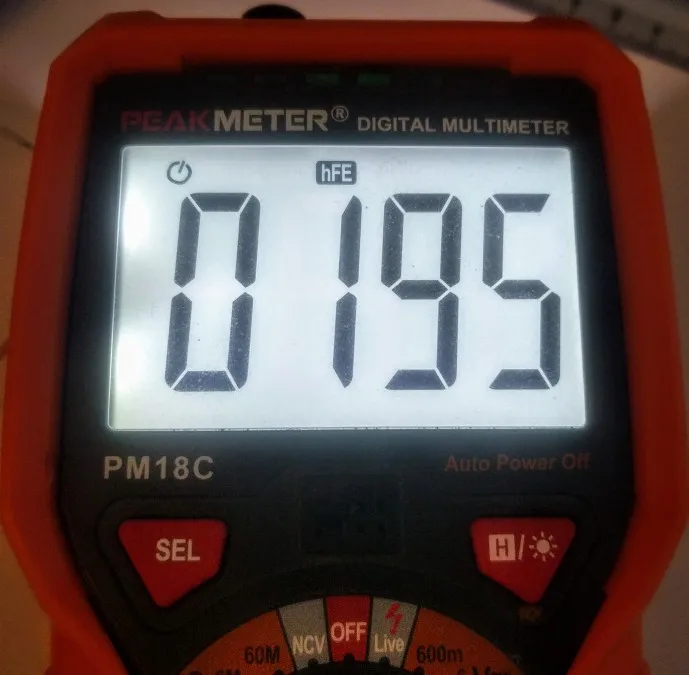 PEAKMETER® DIGITAL MULTIMETER
hFE
0195
PM18C
Auto Power Off
SEL
H/
60M NCV OFF Live 600m